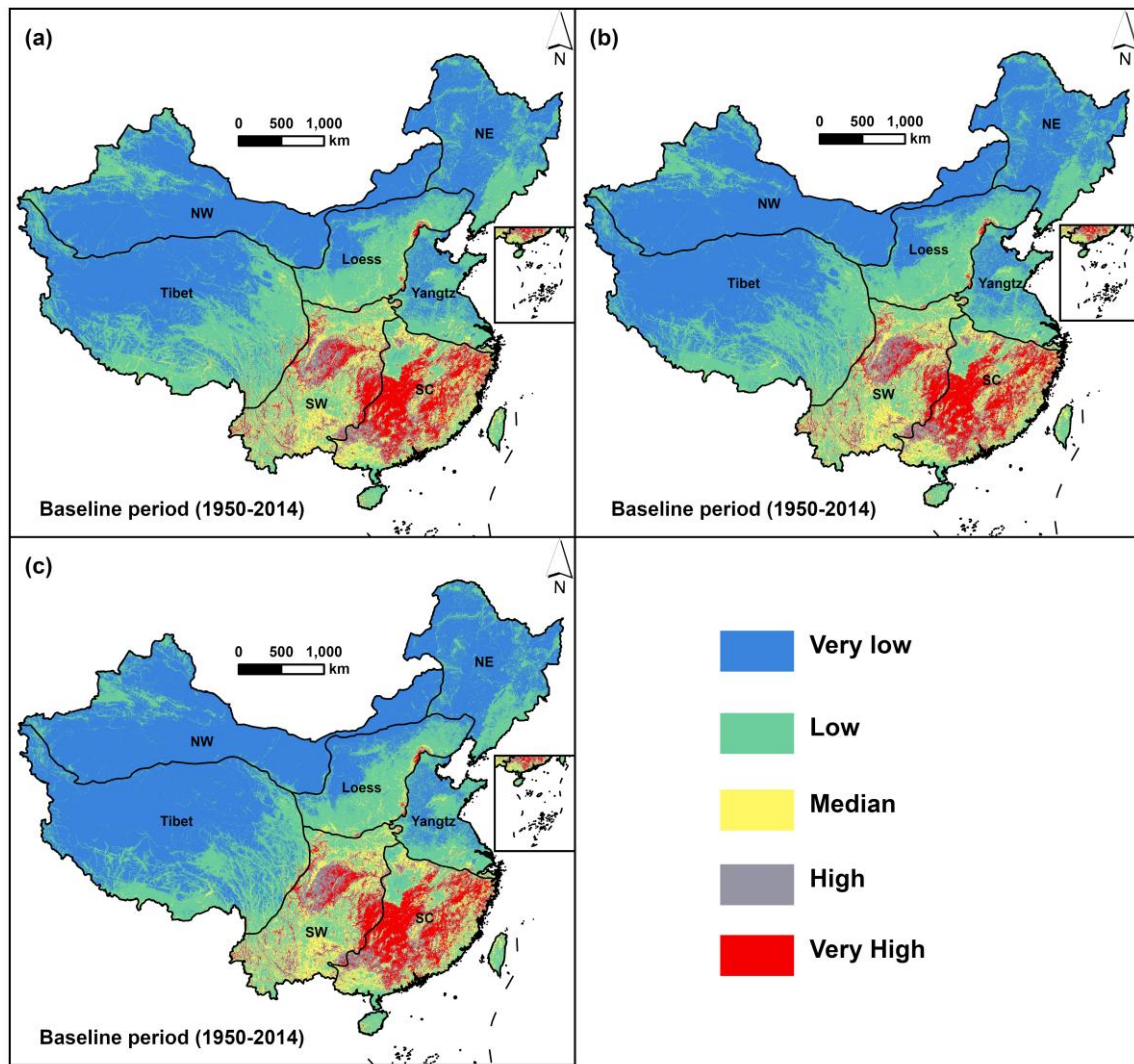 (a)
N
0 500 1,000
km
NE
NW
Loess
Tibet
Yangtz
SW
SC
Baseline period (1950-2014)
(b)
N
0 500 1,000
km
NE
NW
Loess
Tibet
Yangtz
SW
SC
Baseline period (1950-2014)
(c)
N
0 500 1,000
km
NE
NW
Loess
Tibet
Yangtz
SW
SC
Baseline period (1950-2014)
Very low
Low
Median
High
Very High